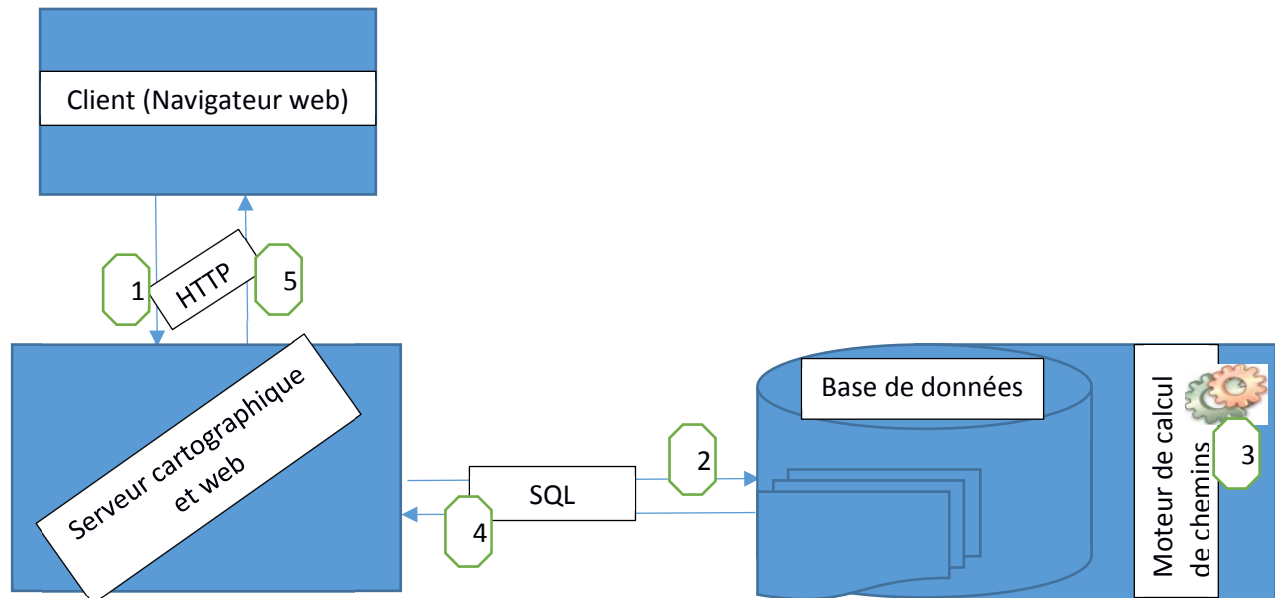 Client (Navigateur web)
1
HTTP
5
Serveur cartographique
et web
2
SQL
4
Base de données
Moteur de calcul
de chemins
3